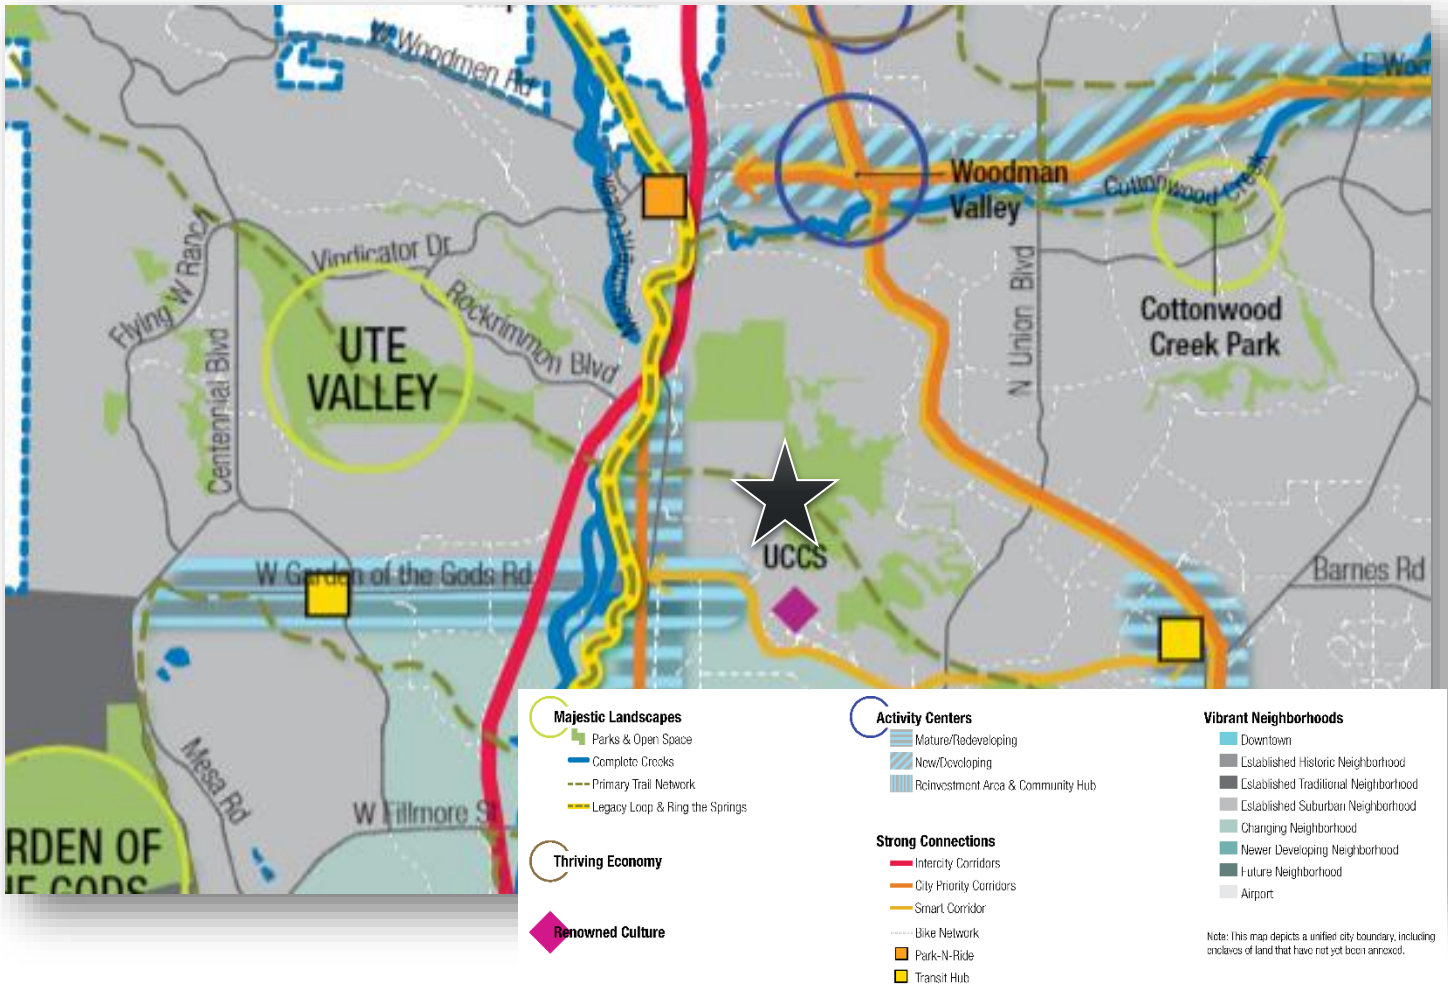 W Woodmen Rd
E Woo
Woodman
Valley
Cottonwood Creek
Flying W Ranch
Vindicator Dr
Rockrimmon Blvd
Centennial Blvd
UTE
VALLEY
N Union Blvd
Cottonwood
Creek Park
UCCS
W Garden of the Gods Rd
Barnes Rd
Mesa Rd
W Fillmore St
RDEN OF
GODS
Majestic Landscapes
Parks & Open Space
Complete Creeks
Primary Trail Network
Legacy Loop & Ring the Springs
Thriving Economy
Renowned Culture
Activity Centers
Mature/Redeveloping
New/Developing
Reinvestment Area & Community Hub
Strong Connections
Intercity Corridors
City Priority Corridors
Smart Corridor
Bike Network
Park-N-Ride
Transit Hub
Vibrant Neighborhoods
Downtown
Established Historic Neighborhood
Established Traditional Neighborhood
Established Suburban Neighborhood
Changing Neighborhood
Newer Developing Neighborhood
Future Neighborhood
Airport
Note: This map depicts a unified city boundary, including
enclaves of land that have not yet been annexed.